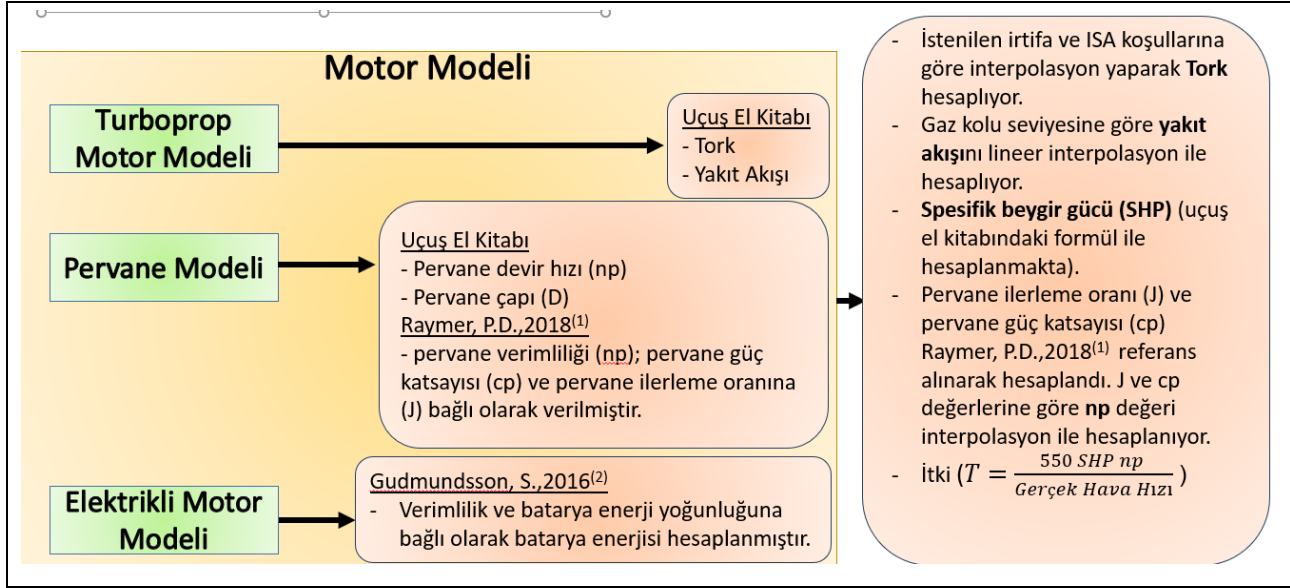 Motor Modeli
Turboprop
Motor Modeli
Uçuş El Kitabı
- Tork
- Yakıt Akışı
Pervane Modeli
Uçuş El Kitabı
- Pervane devir hızı (np)
- Pervane çapı (D)
Raymer, P.D.,2018(1)
- pervane verimliliği (np); pervane güç
katsayısı (cp) ve pervane ilerleme oranına
(J) bağlı olarak verilmiştir.
Elektrikli Motor
Modeli
Gudmundsson, S.,2016(2)
- Verimlilik ve batarya enerji yoğunluğuna
bağlı olarak batarya enerjisi hesaplanmıştır.
- İstenilen irtifa ve ISA koşullarına
göre interpolasyon yaparak Tork
hesaplıyor.
- Gaz kolu seviyesine göre yakıt
akışını lineer interpolasyon ile
hesaplıyor.
- Spesifik beygir gücü (SHP) (uçuş
el kitabındaki formül ile
hesaplanmakta).
- Pervane ilerleme oranı (J) ve
pervane güç katsayısı (cp)
Raymer, P.D.,2018(1) referans
alınarak hesaplandı. J ve cp
değerlerine göre np değeri
interpolasyon ile hesaplanıyor.
- İtki (T = 550 SHP np / Gerçek Hava Hızı )